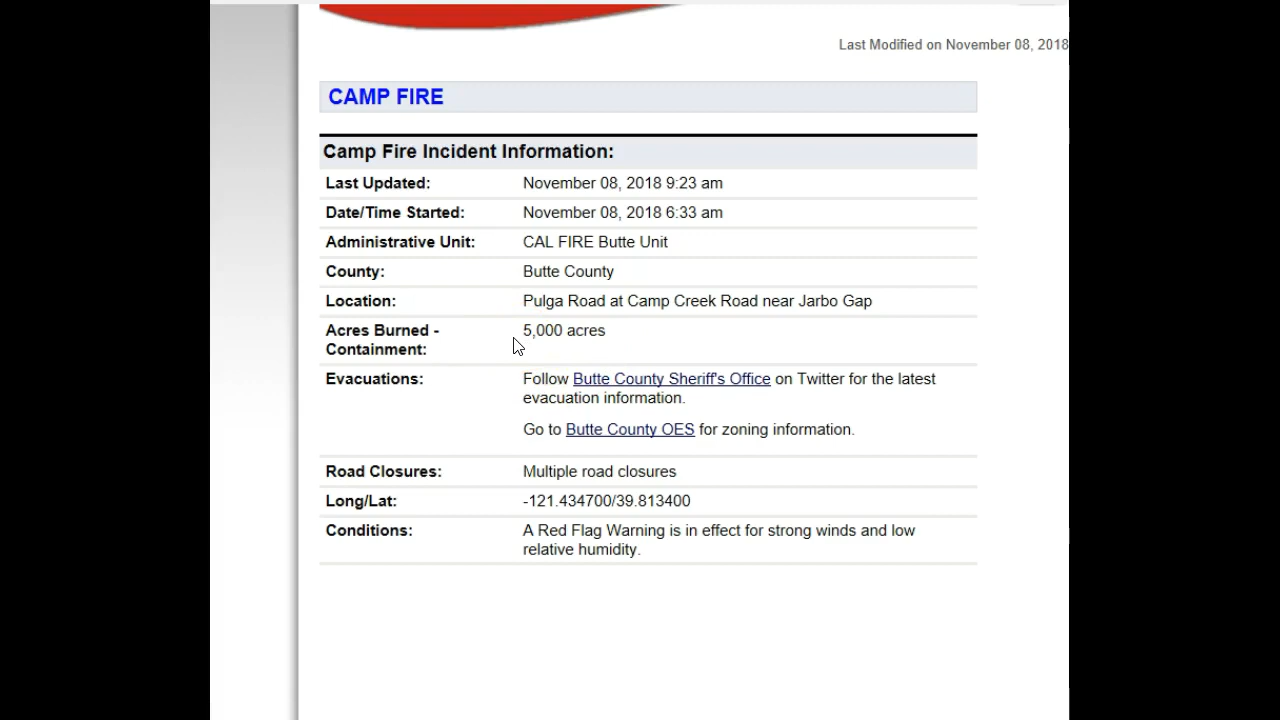 Last Modified on November 08, 2018
CAMP FIRE
Camp Fire Incident Information:
Last Updated: November 08, 2018 9:23 am
Date/Time Started: November 08, 2018 6:33 am
Administrative Unit: CAL FIRE Butte Unit
County: Butte County
Location: Pulga Road at Camp Creek Road near Jarbo Gap
Acres Burned - 5,000 acres
Containment:
Evacuations: Follow Butte County Sheriff's Office on Twitter for the latest
evacuation information.
Go to Butte County OES for zoning information.
Road Closures: Multiple road closures
Long/Lat: -121.434700/39.813400
Conditions: A Red Flag Warning is in effect for strong winds and low
relative humidity.